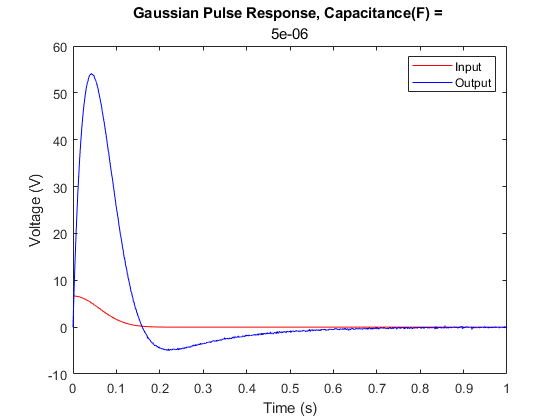 Gaussian Pulse Response, Capacitance(F) =
5e-06
Input
Output
Voltage (V)
60
50
40
30
20
10
0
-10
0 0.1 0.2 0.3 0.4 0.5 0.6 0.7 0.8 0.9 1
Time (s)